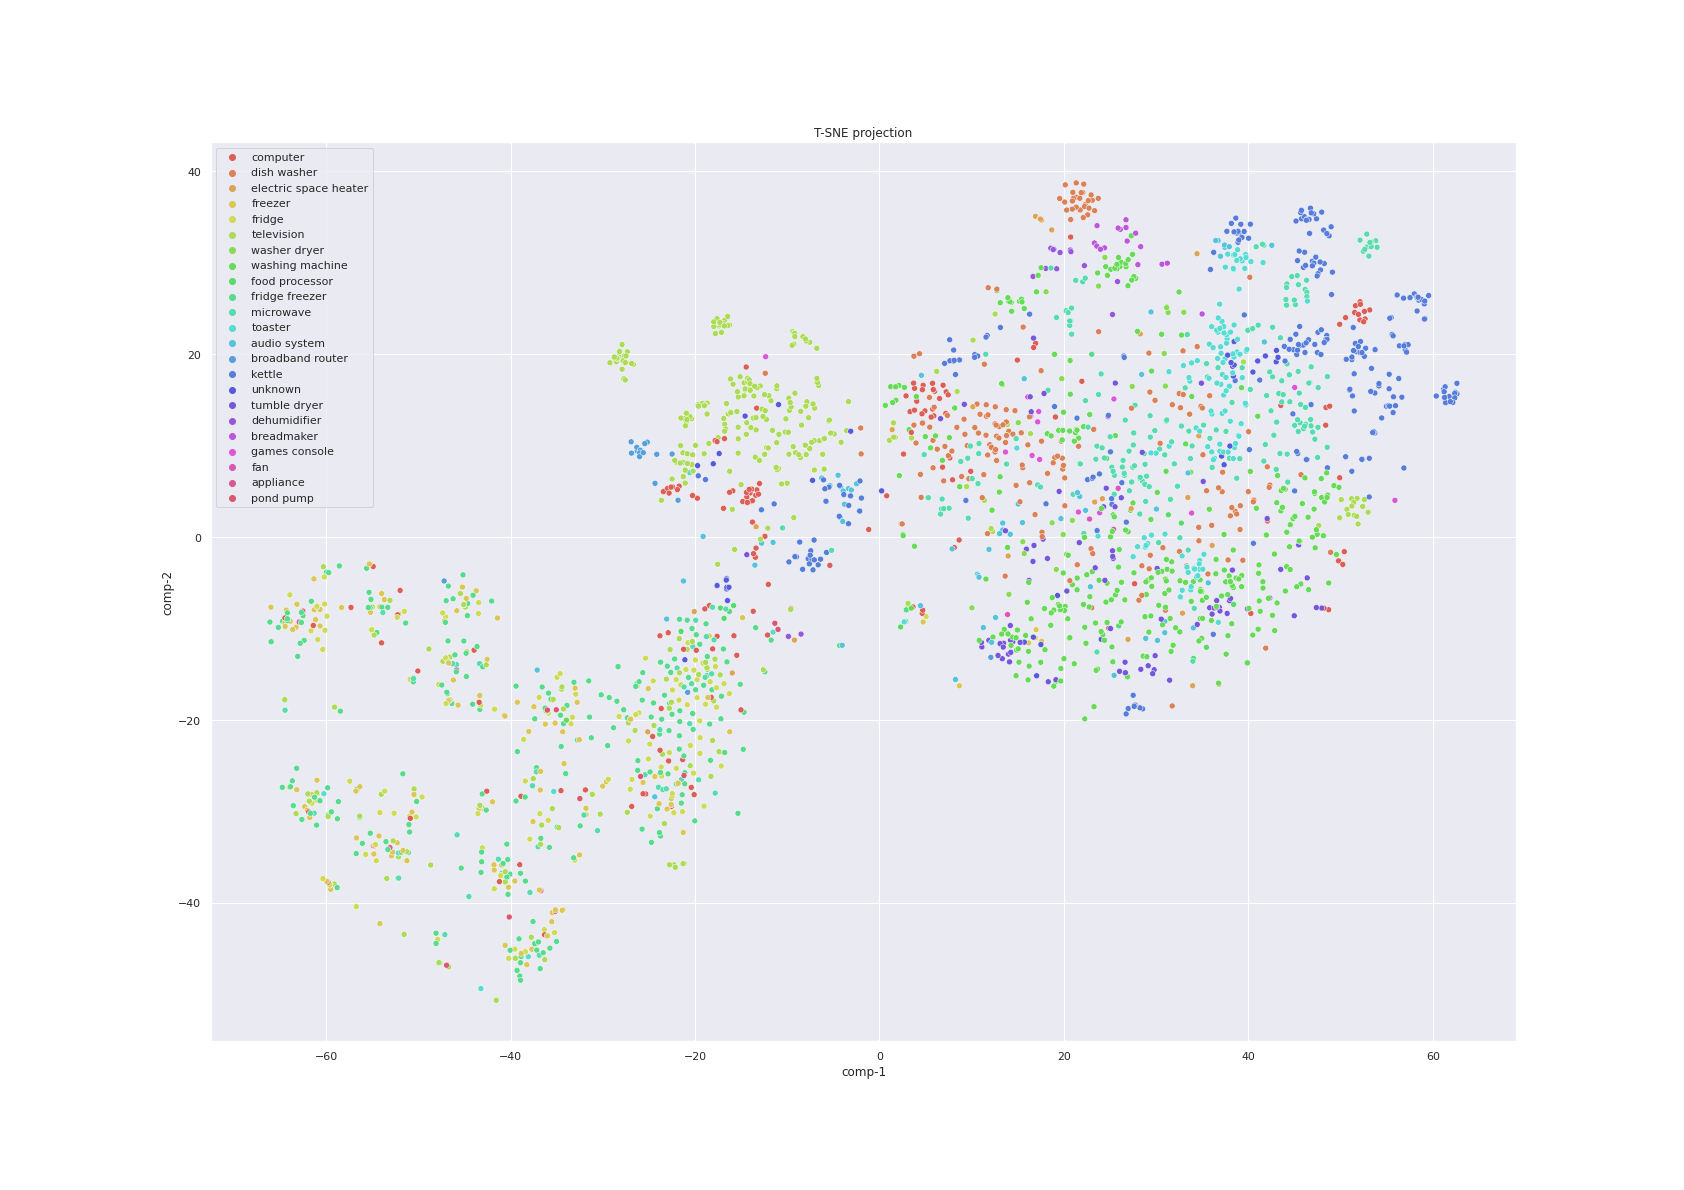 T-SNE projection
computer
dish washer
electric space heater
freezer
fridge
television
washer dryer
washing machine
food processor
fridge freezer
microwave
toaster
audio system
broadband router
kettle
unknown
tumble dryer
dehumidifier
breadmaker
games console
fan
appliance
pond pump
40
20
0
−20
−40
comp-2
−60 −40 −20 0 20 40 60
comp-1